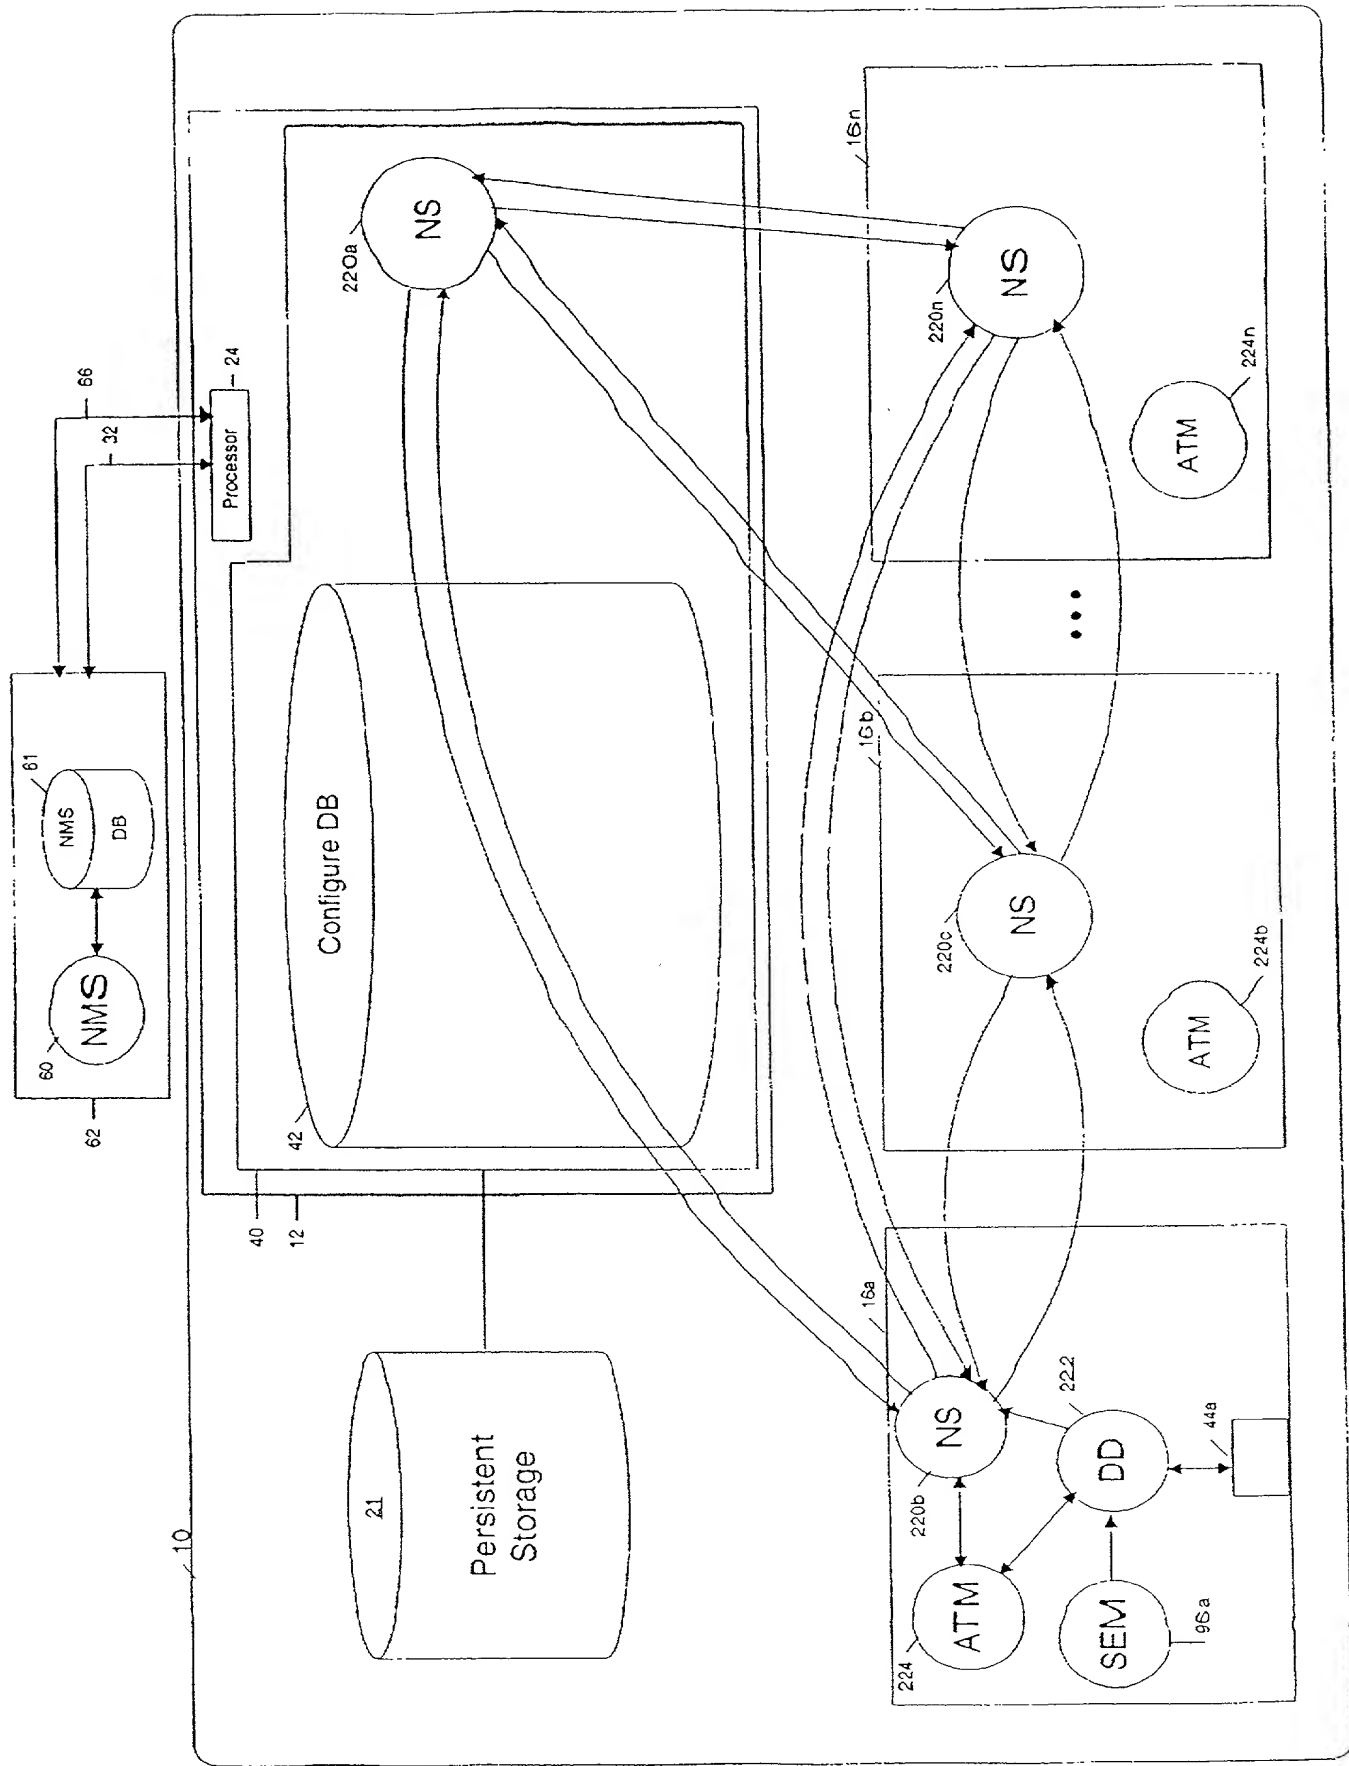 62
60
NMS
61
NMS
DB
66
32
24
Processor
10
40
12
42
Configure DB
220a
NS
21
Persistent
Storage
16a
220b
NS
224
ATM
222
DD
SEM
96a
44a
16b
220c
NS
224b
ATM
...
16n
220n
NS
224n
ATM